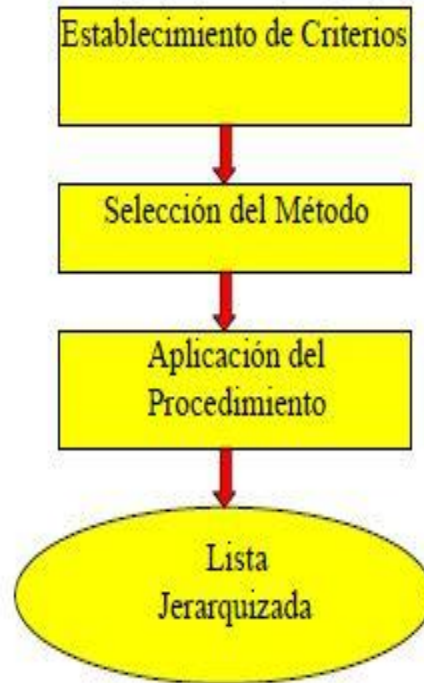 Establecimiento de Criterios
Selección del Método
Aplicación del
Procedimiento
Lista
Jerarquizada